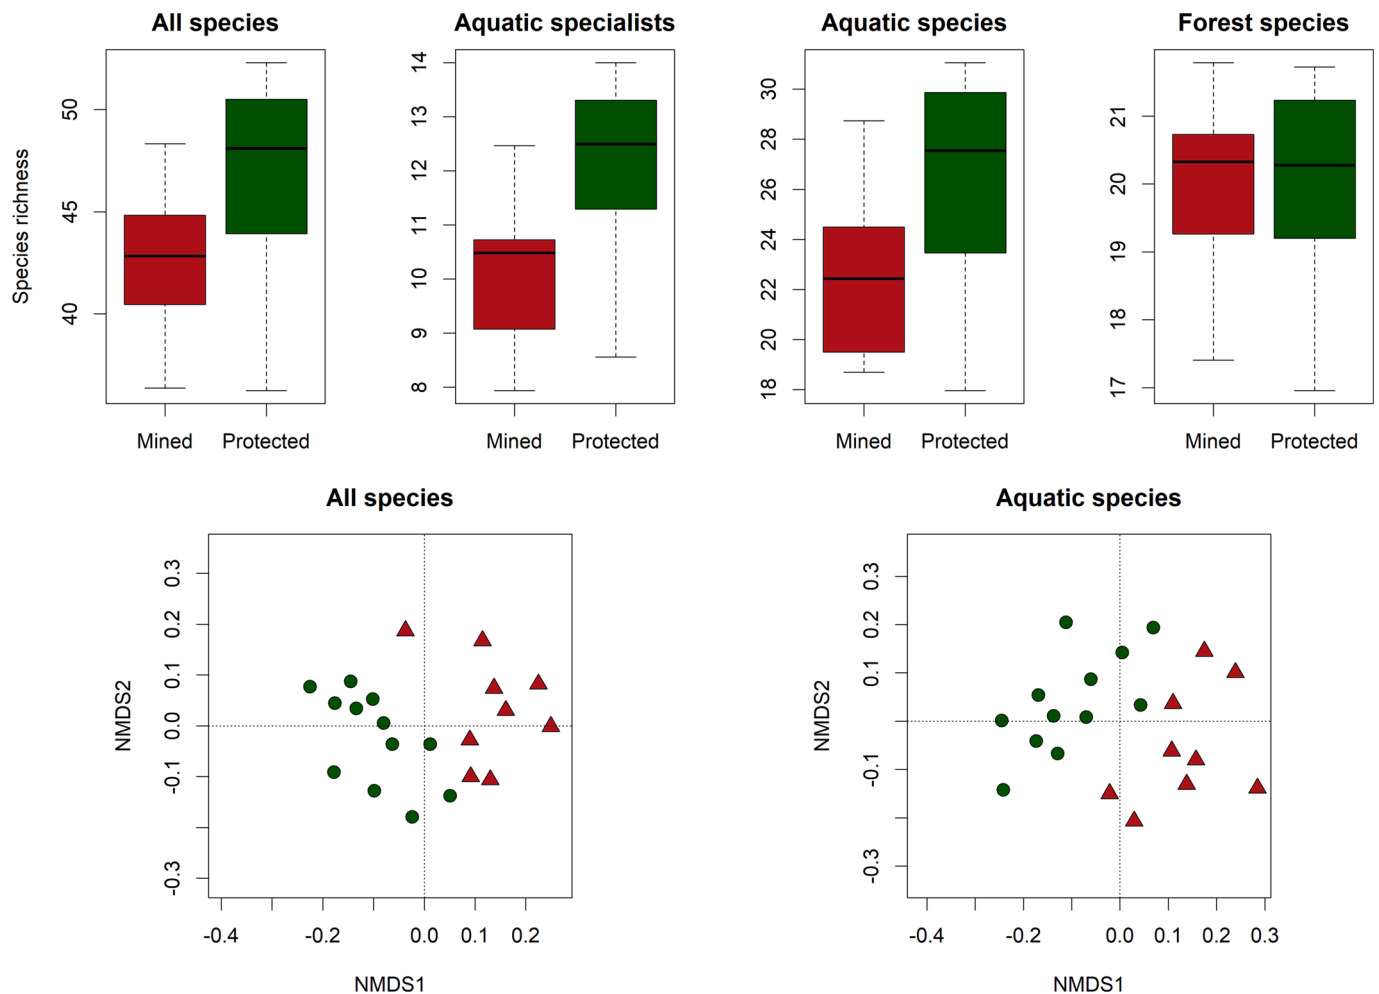 All species
Aquatic specialists
Aquatic species
Forest species
Species richness
50
45
40
14
13
12
11
10
9
8
30
28
26
24
22
20
18
21
20
19
18
17
Mined Protected
Mined Protected
Mined Protected
Mined Protected
All species
Aquatic species
NMDS2
0.3
0.2
0.1
0.0
-0.1
-0.3
NMDS2
0.3
0.2
0.1
0.0
-0.1
-0.3
-0.4 -0.2 0.0 0.1 0.2
-0.4 -0.2 0.0 0.1 0.2 0.3
NMDS1
NMDS1